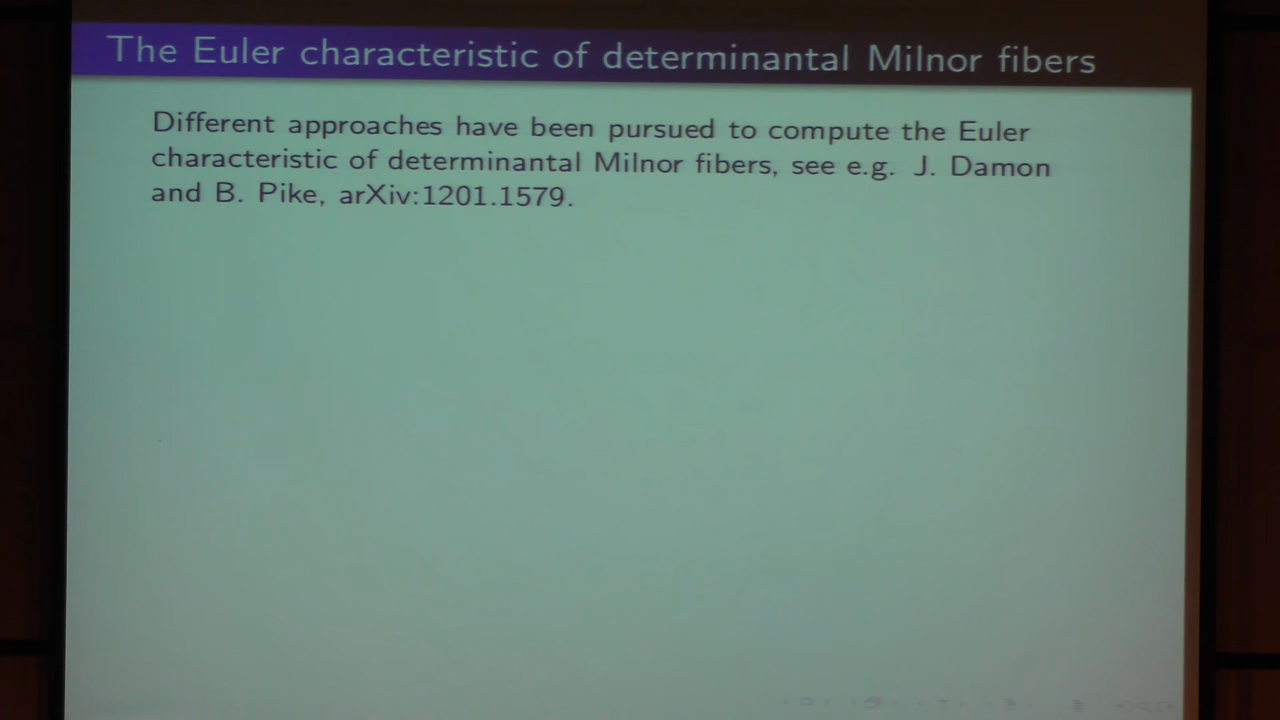 The Euler characteristic of determinantal Milnor fibers
Different approaches have been pursued to compute the Euler
characteristic of determinantal Milnor fibers, see e.g. J. Damon
and B. Pike, arXiv:1201.1579.